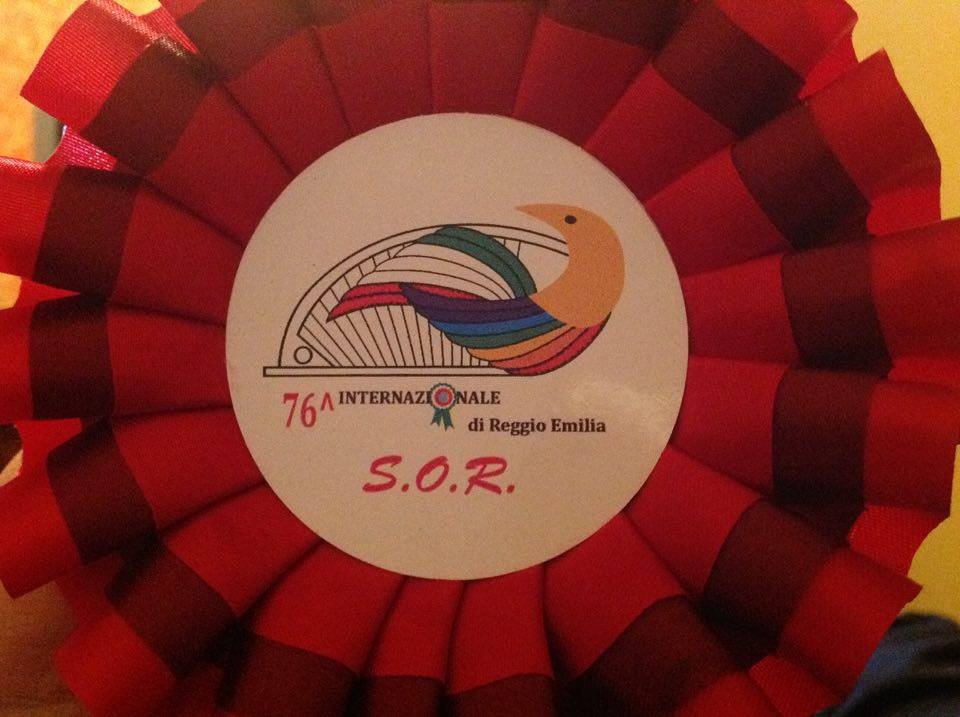 76^ INTERNAZIONALE
di Reggio Emilia
S.O.R.